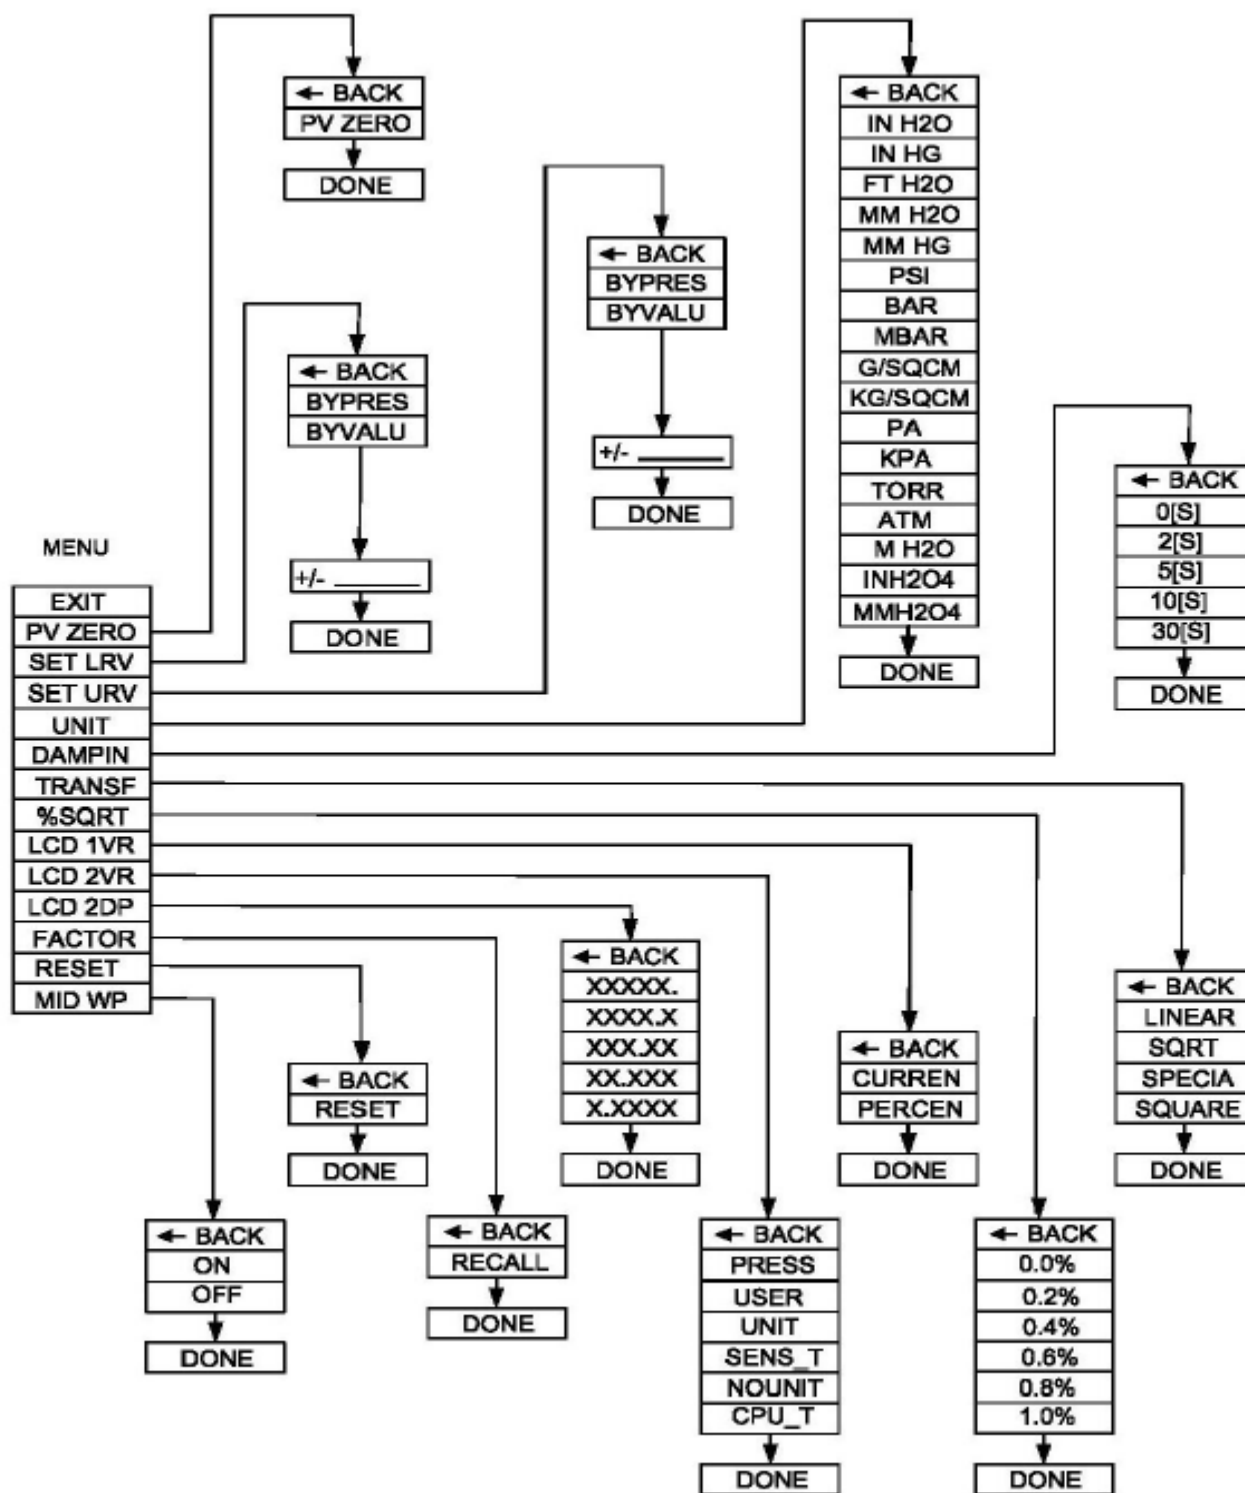 ← BACK
PV ZERO
DONE
← BACK
BYPRES
BYVALU
+/- ________
DONE
← BACK
BYPRES
BYVALU
+/- ________
DONE
← BACK
IN H2O
IN HG
FT H2O
MM H2O
MM HG
PSI
BAR
MBAR
G/SQCM
KG/SQCM
PA
KPA
TORR
ATM
M H2O
INH2O4
MMH2O4
DONE
← BACK
0[S]
2[S]
5[S]
10[S]
30[S]
DONE
MENU
EXIT
PV ZERO
SET LRV
SET URV
UNIT
DAMPIN
TRANSF
%SQRT
LCD 1VR
LCD 2VR
LCD 2DP
FACTOR
RESET
MID WP
← BACK
ON
OFF
DONE
← BACK
RESET
DONE
← BACK
RECALL
DONE
← BACK
XXXXX.
XXXX.X
XXX.XX
XX.XXX
X.XXXX
DONE
← BACK
PRESS
USER
UNIT
SENS_T
NOUNIT
CPU_T
DONE
← BACK
CURREN
PERCEN
DONE
← BACK
0.0%
0.2%
0.4%
0.6%
0.8%
1.0%
DONE
← BACK
LINEAR
SQRT
SPECIA
SQUARE
DONE